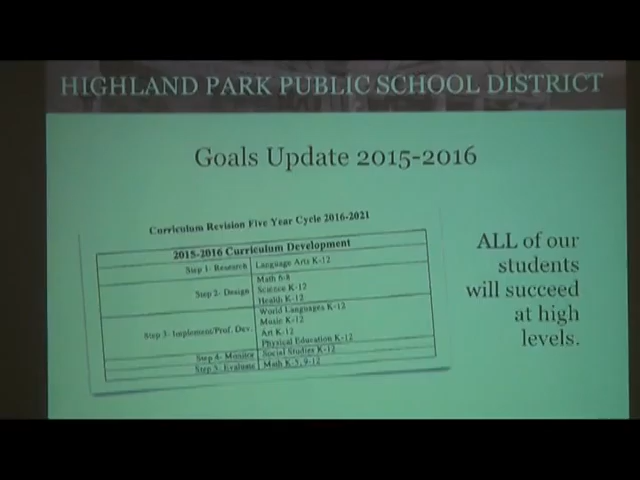 HIGHLAND PARK PUBLIC SCHOOL DISTRICT
Goals Update 2015-2016
Curriculum Revision Five Year Cycle 2016-2021
2015-2016 Curriculum Development
Step 1- Research Language Arts K-12
Step 2- Design Math 6-8
Science K-12
Health K-12
Step 3- Implement/Prof. Dev. World Languages K-12
Music K-12
Art K-12
Physical Education K-12
Step 4- Monitor Social Studies K-12
Step 5- Evaluate Math K-5, 9-12
ALL of our
students
will succeed
at high
levels.